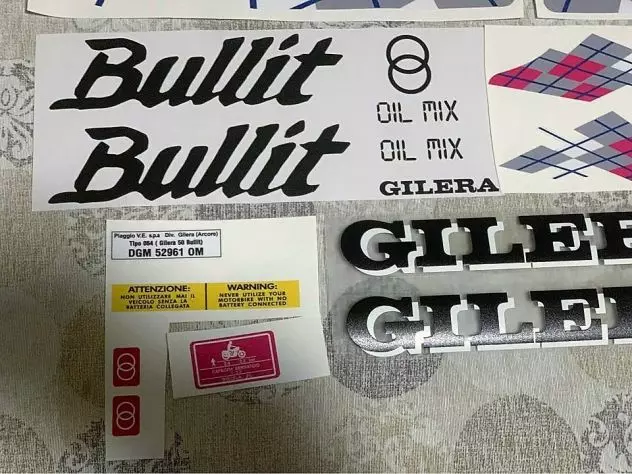 Bullit
OIL MIX
Bullit
OIL MIX
GILERA
Piaggio V.E. s.p.a Div. Gilera (Arcore)
Tipo 064 ( Gilera 50 Bullit)
DGM 52961 OM
ATTENZIONE:
NON UTILIZZARE MAI IL
VEICOLO SENZA LA
BATTERIA COLLEGATA
WARNING:
NEVER UTILIZE YOUR
MOTORBIKE WITH NO
BATTERY CONNECTED
GILER
GILE